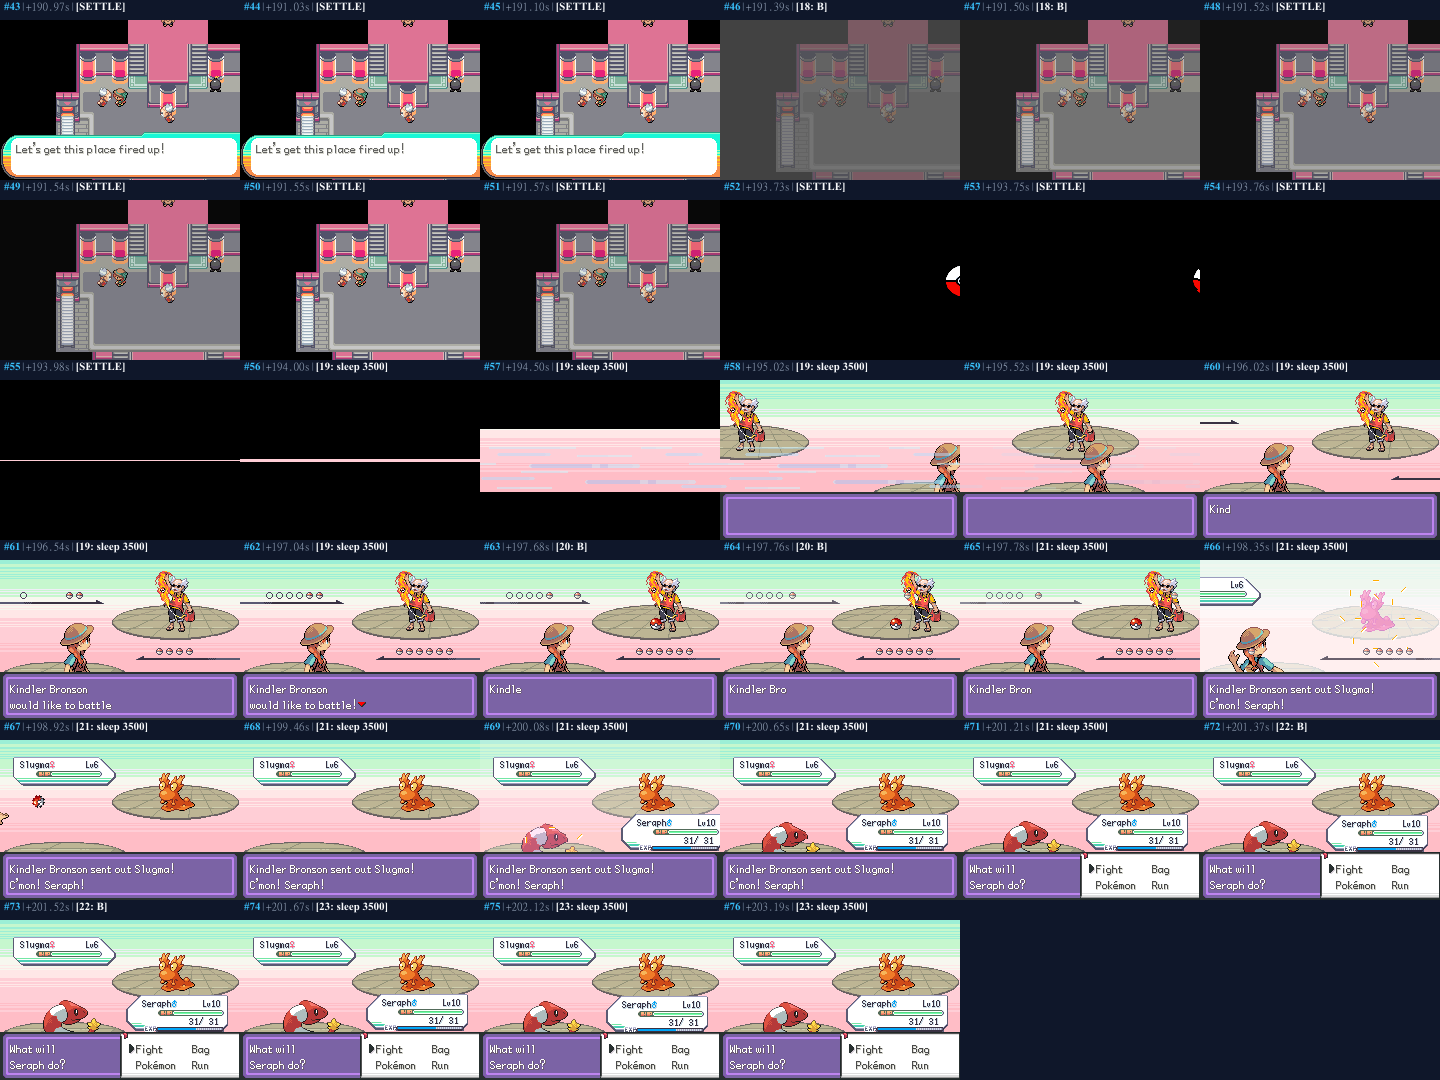 #43|+190.97s|[SETTLE]
#44|+191.03s|[SETTLE]
#45|+191.10s|[SETTLE]
#46|+191.39s|[18: B]
#47|+191.50s|[18: B]
#48|+191.52s|[SETTLE]
Let's get this place fired up!
Let's get this place fired up!
Let's get this place fired up!
#49|+191.54s|[SETTLE]
#50|+191.55s|[SETTLE]
#51|+191.57s|[SETTLE]
#52|+193.73s|[SETTLE]
#53|+193.75s|[SETTLE]
#54|+193.76s|[SETTLE]
#55|+193.98s|[SETTLE]
#56|+194.00s|[19: sleep 3500]
#57|+194.50s|[19: sleep 3500]
#58|+195.02s|[19: sleep 3500]
#59|+195.52s|[19: sleep 3500]
#60|+196.02s|[19: sleep 3500]
Kind
#61|+196.54s|[19: sleep 3500]
#62|+197.04s|[19: sleep 3500]
#63|+197.68s|[20: B]
#64|+197.76s|[20: B]
#65|+197.78s|[21: sleep 3500]
#66|+198.35s|[21: sleep 3500]
Lv6
Kindler Bronson
would like to battle
Kindler Bronson
would like to battle!
Kindle
Kindler Bro
Kindler Bron
Kindler Bronson sent out Slugma!
C'mon! Seraph!
#67|+198.92s|[21: sleep 3500]
#68|+199.46s|[21: sleep 3500]
#69|+200.08s|[21: sleep 3500]
#70|+200.65s|[21: sleep 3500]
#71|+201.21s|[21: sleep 3500]
#72|+201.37s|[22: B]
Slugma♀ Lv6
Kindler Bronson sent out Slugma!
C'mon! Seraph!
Slugma♀ Lv6
Kindler Bronson sent out Slugma!
C'mon! Seraph!
Slugma♀ Lv6
Seraph♂ Lv10
31/ 31
EXP
Kindler Bronson sent out Slugma!
C'mon! Seraph!
Slugma♀ Lv6
Seraph♂ Lv10
31/ 31
EXP
Kindler Bronson sent out Slugma!
C'mon! Seraph!
Slugma♀ Lv6
Seraph♂ Lv10
31/ 31
EXP
What will
Seraph do?
Fight Bag
Pokémon Run
Slugma♀ Lv6
Seraph♂ Lv10
31/ 31
EXP
What will
Seraph do?
Fight Bag
Pokémon Run
#73|+201.52s|[22: B]
#74|+201.67s|[23: sleep 3500]
#75|+202.12s|[23: sleep 3500]
#76|+203.19s|[23: sleep 3500]
Slugma♀ Lv6
Seraph♂ Lv10
31/ 31
EXP
What will
Seraph do?
Fight Bag
Pokémon Run
Slugma♀ Lv6
Seraph♂ Lv10
31/ 31
EXP
What will
Seraph do?
Fight Bag
Pokémon Run
Slugma♀ Lv6
Seraph♂ Lv10
31/ 31
EXP
What will
Seraph do?
Fight Bag
Pokémon Run
Slugma♀ Lv6
Seraph♂ Lv10
31/ 31
EXP
What will
Seraph do?
Fight Bag
Pokémon Run